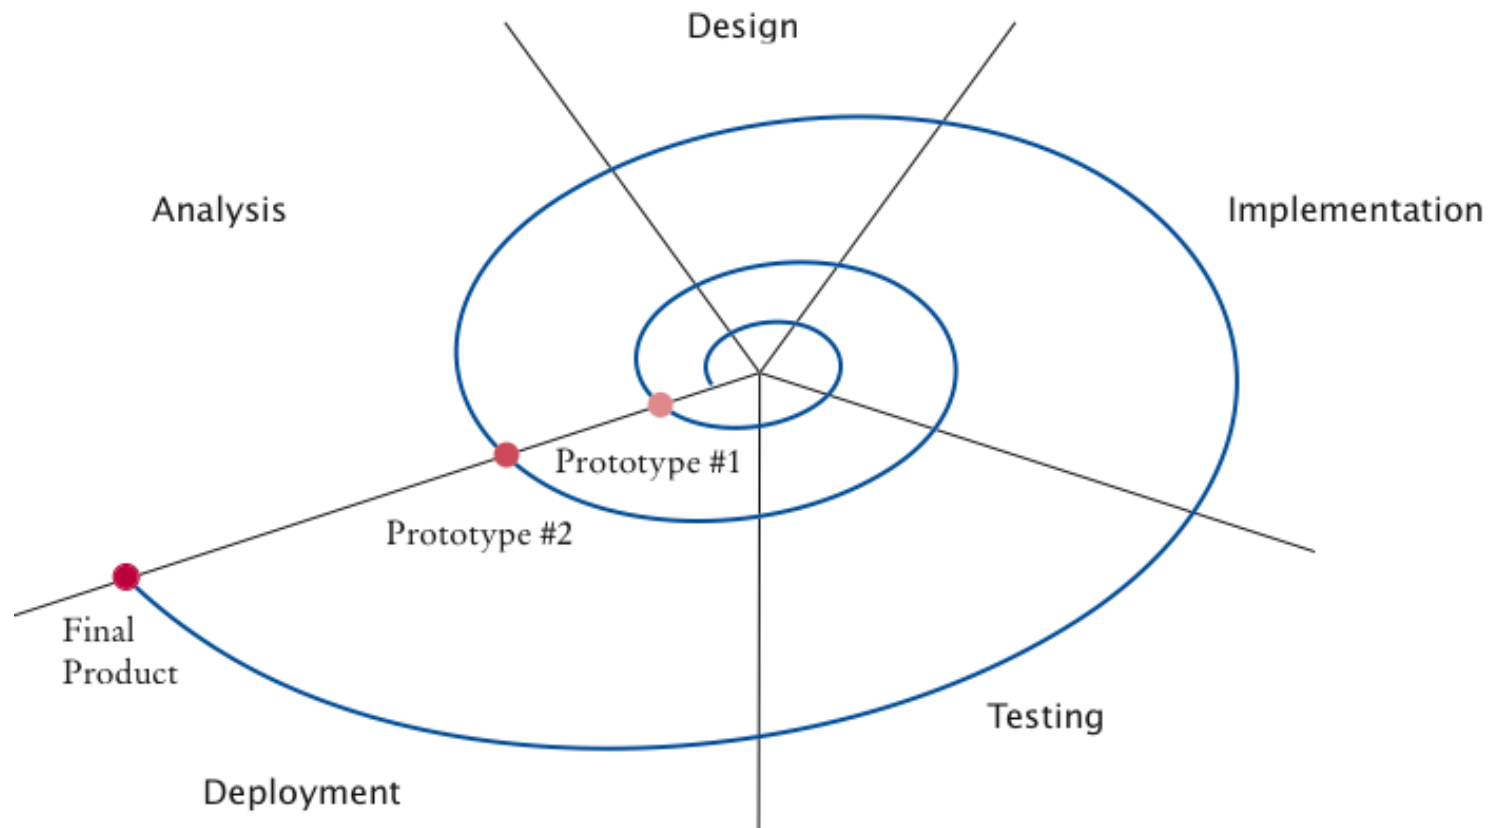 Design
Analysis
Implementation
Prototype #1
Prototype #2
Final
Product
Testing
Deployment